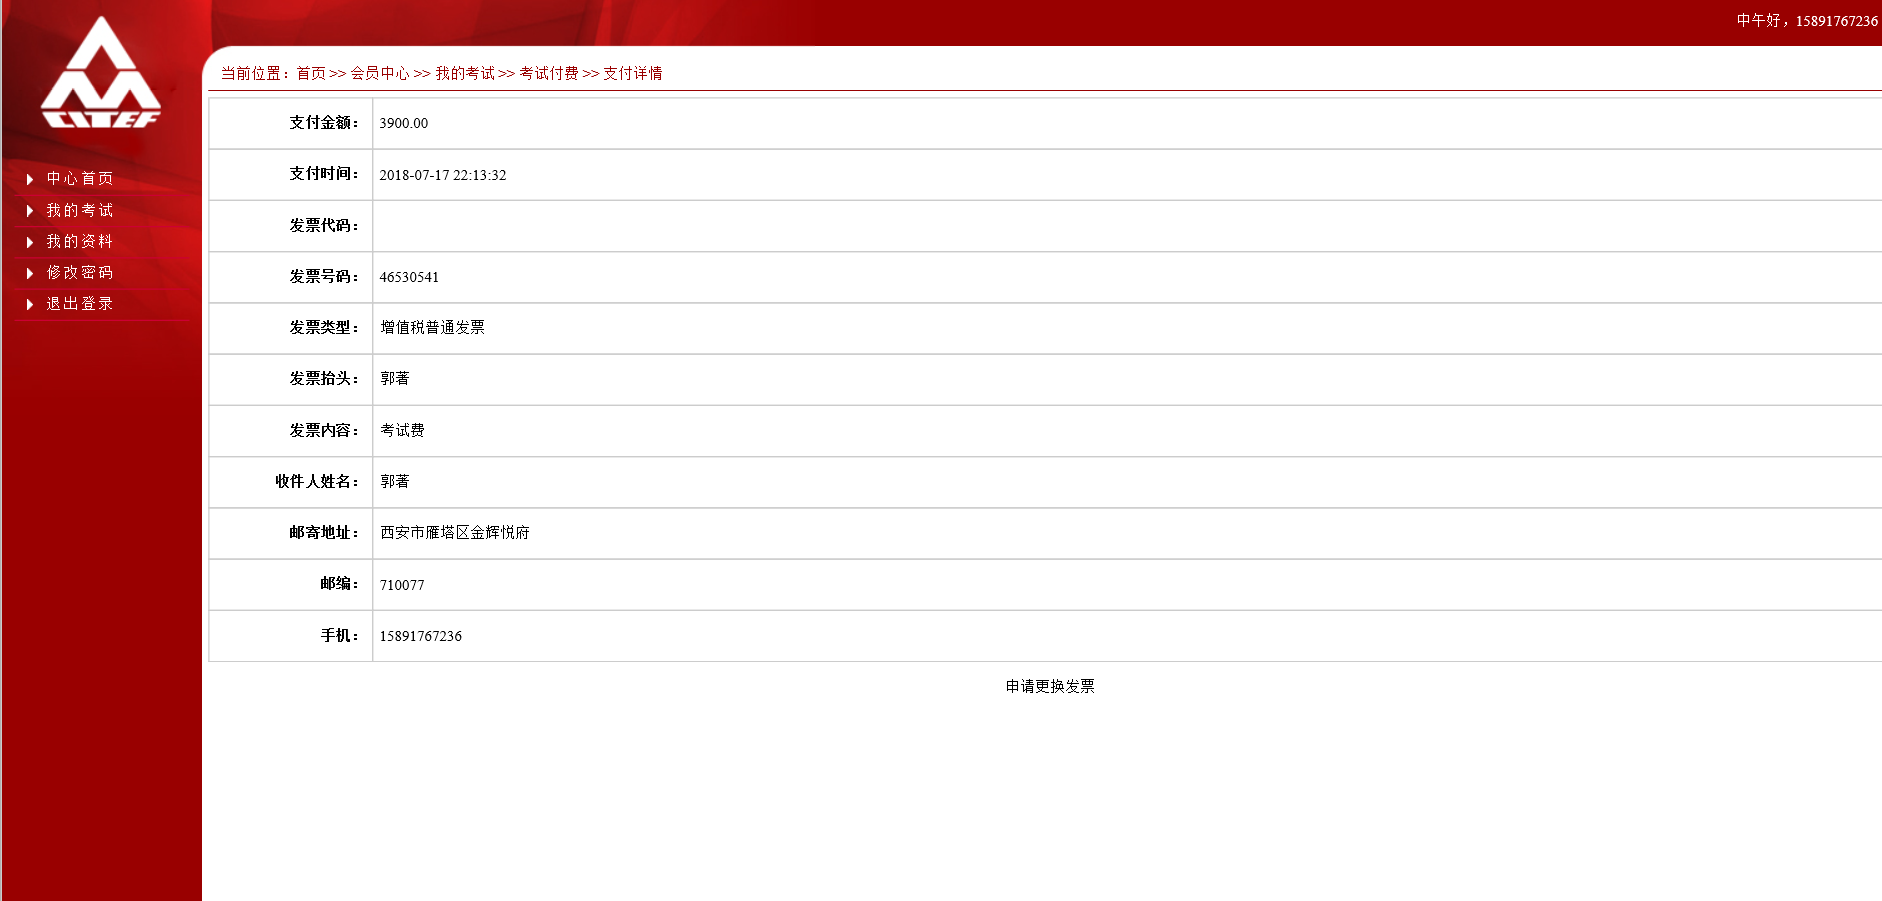 中午好，15891767236
CITEF
当前位置：首页 >> 会员中心 >> 我的考试 >> 考试付费 >> 支付详情
中心首页
我的考试
我的资料
修改密码
退出登录
支付金额： 3900.00
支付时间： 2018-07-17 22:13:32
发票代码：
发票号码： 46530541
发票类型： 增值税普通发票
发票抬头： 郭著
发票内容： 考试费
收件人姓名： 郭著
邮寄地址： 西安市雁塔区金辉悦府
邮编： 710077
手机： 15891767236
申请更换发票